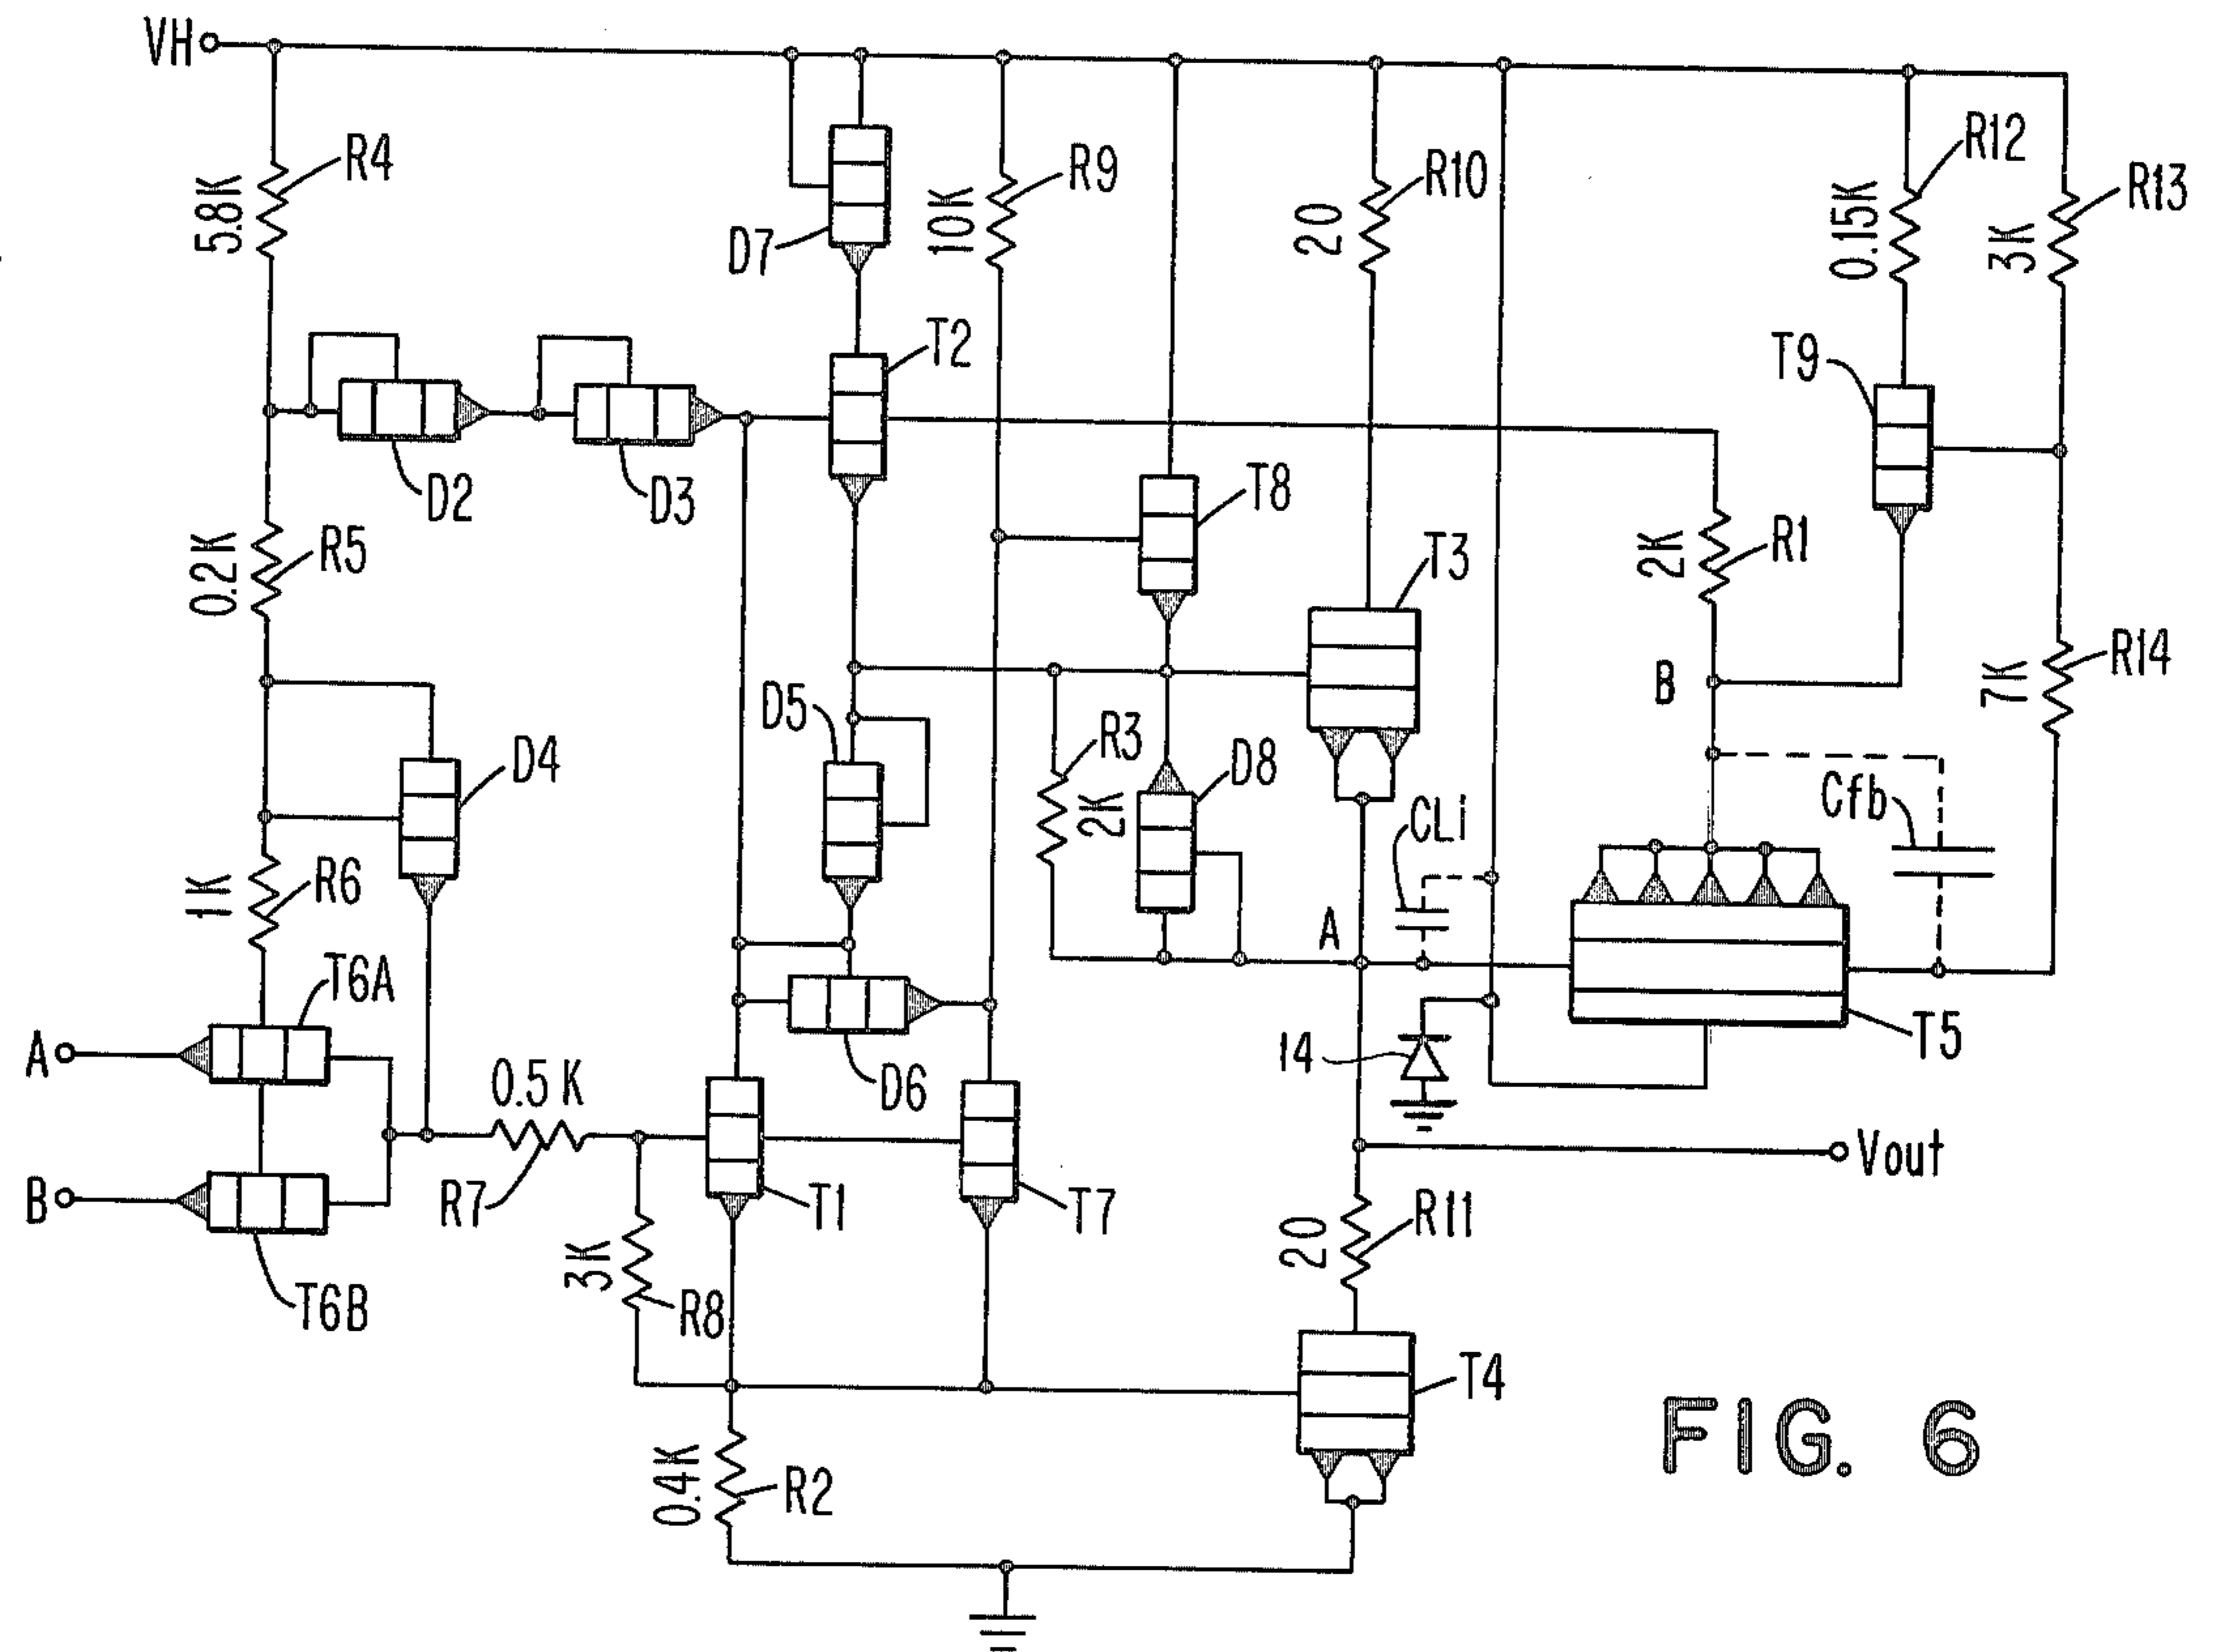 VH
R4
5.8K
D7
R9
10K
R10
20
R12
0.15K
R13
3K
T9
T2
D2
D3
T8
R5
0.2K
T3
R1
2K
B
R14
7K
D5
R3
2K
D8
D4
CLi
Cfb
R6
1K
T6A
A
A
14
T5
D6
0.5K
R7
B
T6B
T1
T7
Vout
3K
R8
20
R11
T4
0.4K
R2
FIG. 6